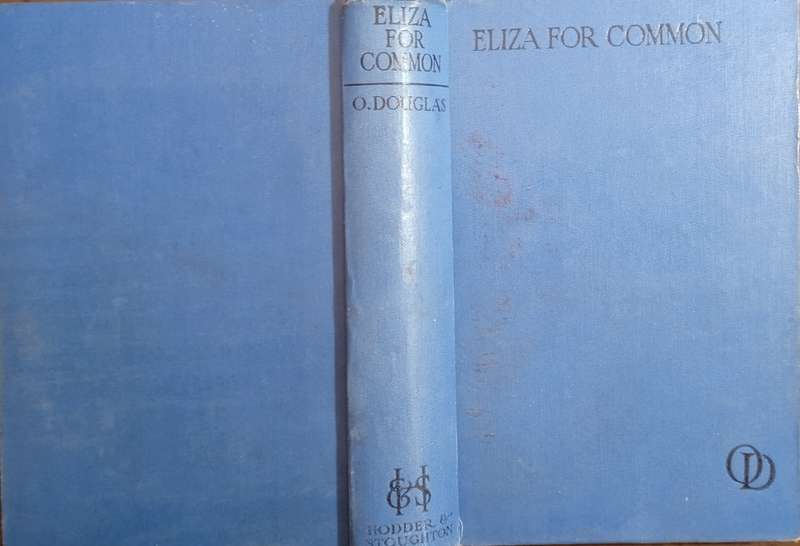 ELIZA
FOR
COMMON
O. DOUGLAS
H&S
HODDER &
STOUGHTON
ELIZA FOR COMMON
OD